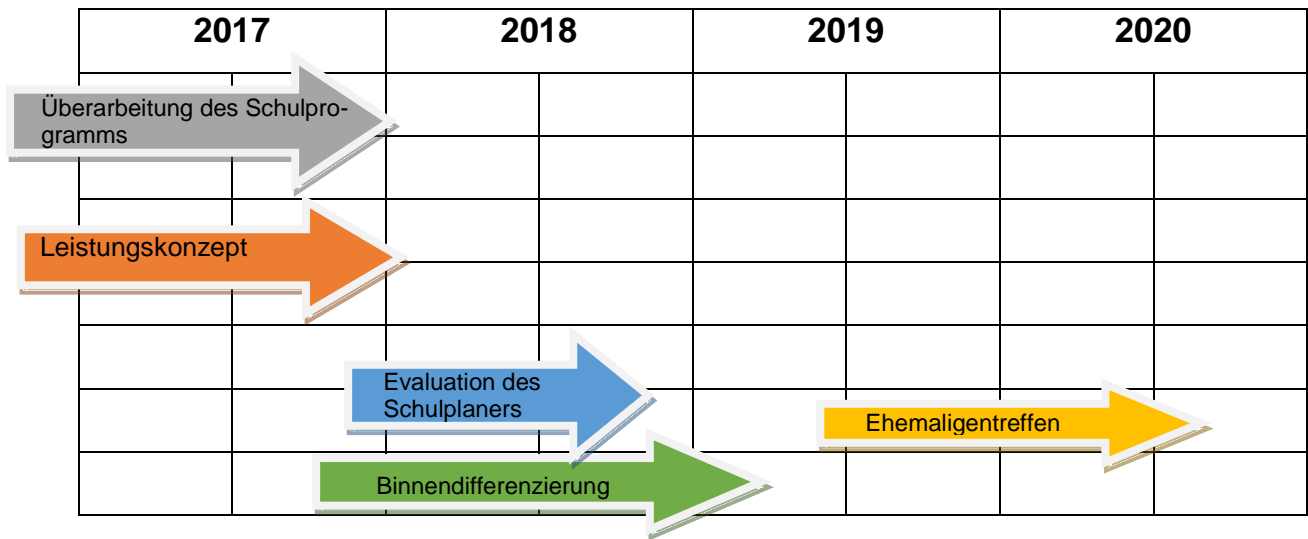 2017 2018 2019 2020
Überarbeitung des Schulpro-
gramms
Leistungskonzept
Evaluation des
Schulplaners
Ehemaligentreffen
Binnendifferenzierung